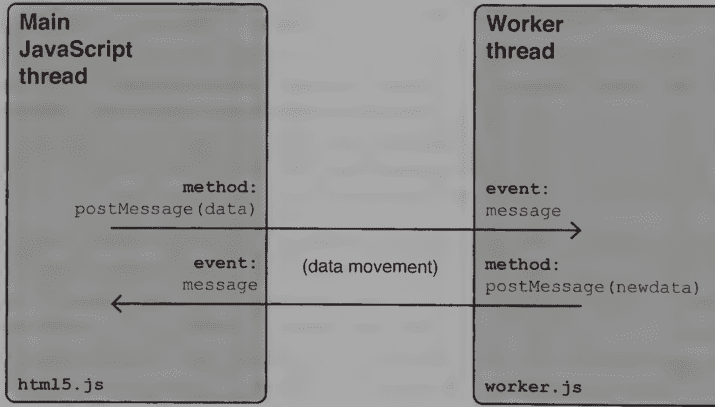 Main
JavaScript
thread
method:
postMessage(data)
event:
message
html5.js
(data movement)
Worker
thread
event:
message
method:
postMessage(newdata)
worker.js